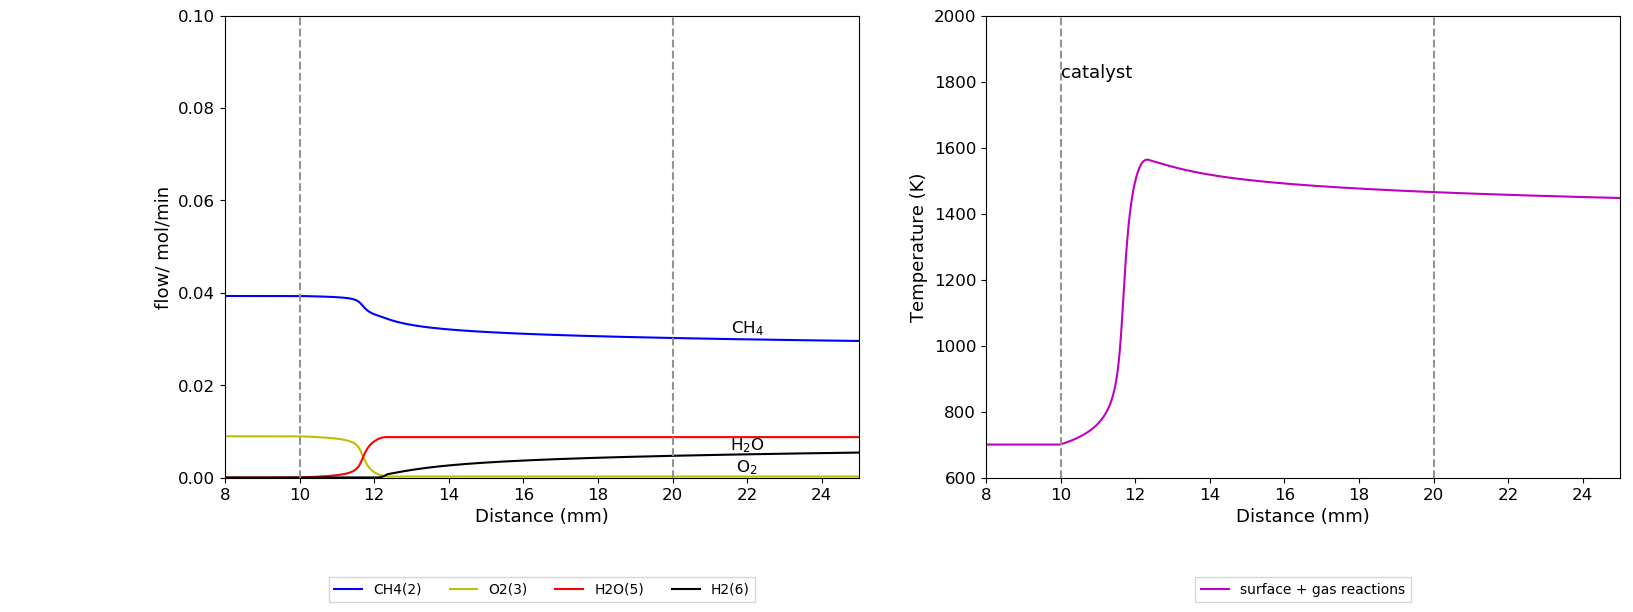 0.10
0.08
0.06
0.04
0.02
0.00
flow/ mol/min
CH₄
H₂O
O₂
8 10 12 14 16 18 20 22 24
Distance (mm)
CH4(2) O2(3) H2O(5) H2(6)
2000
1800
1600
1400
1200
1000
800
600
Temperature (K)
catalyst
8 10 12 14 16 18 20 22 24
Distance (mm)
surface + gas reactions